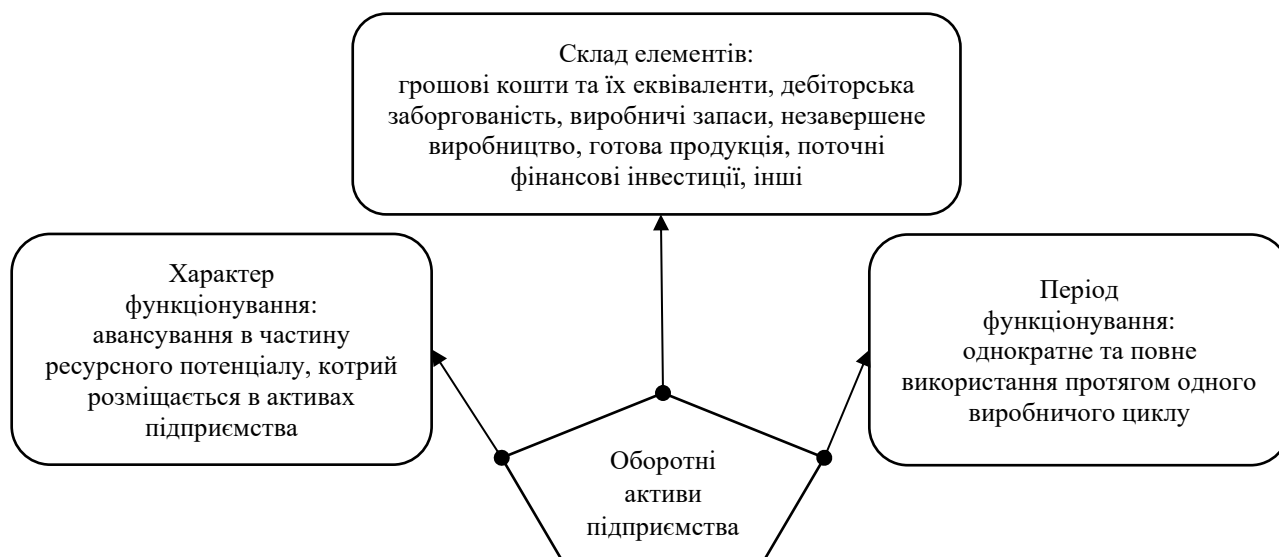 Склад елементів:
грошові кошти та їх еквіваленти, дебіторська
заборгованість, виробничі запаси, незавершене
виробництво, готова продукція, поточні
фінансові інвестиції, інші
Характер
функціонування:
авансування в частину
ресурсного потенціалу, котрий
розміщається в активах
підприємства
Період
функціонування:
однократне та повне
використання протягом одного
виробничого циклу
Оборотні
активи
підприємства